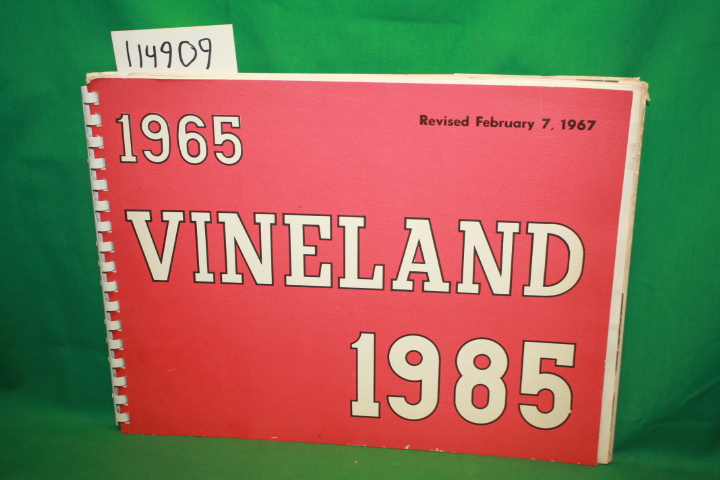 114909
1965
Revised February 7, 1967
VINELAND
1985